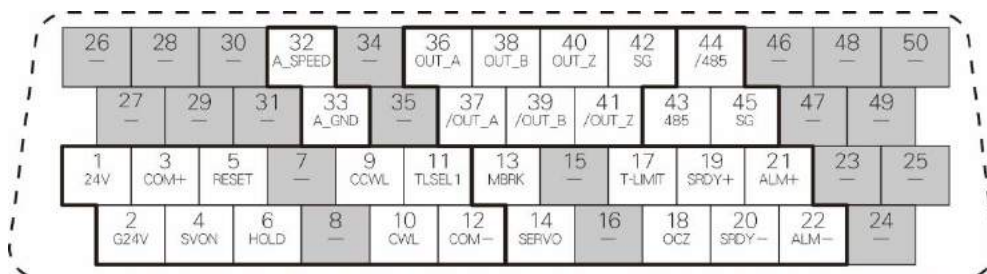 26 28 30 32 34 36 38 40 42 44 46 48 50
— — — A_SPEED — OUT_A OUT_B OUT_Z SG /485 — — —
27 29 31 33 35 37 39 41 43 45 47 49
— — — A_GND — /OUT_A /OUT_B /OUT_Z 485 SG — —
1 3 5 7 9 11 13 15 17 19 21 23 25
24V COM+ RESET — CCWL TLSEL1 MBRK — T-LIMIT SRDY+ ALM+ — —
2 4 6 8 10 12 14 16 18 20 22 24
G24V SVON HOLD — CWL COM— SERVO — OCZ SRDY— ALM— —